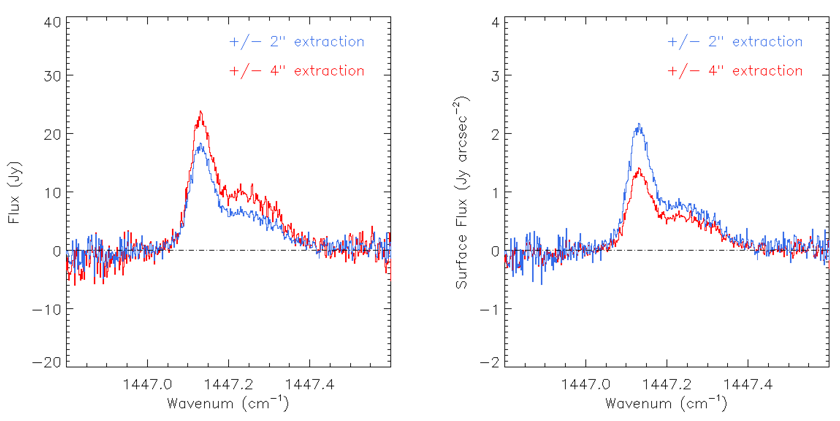 +/− 2" extraction
+/− 4" extraction
40
30
20
10
0
−10
−20
Flux (Jy)
1447.0 1447.2 1447.4
Wavenum (cm⁻¹)
+/− 2" extraction
+/− 4" extraction
4
3
2
1
0
−1
−2
Surface Flux (Jy arcsec⁻²)
1447.0 1447.2 1447.4
Wavenum (cm⁻¹)